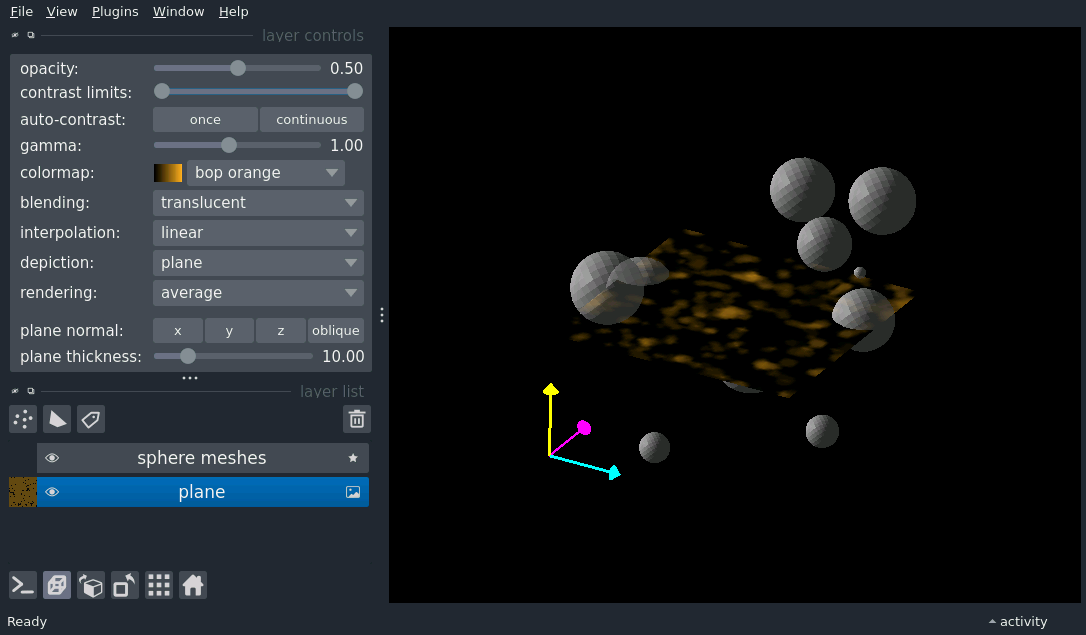 File View Plugins Window Help
layer controls
opacity: 0.50
contrast limits:
auto-contrast: once continuous
gamma: 1.00
colormap: bop orange
blending: translucent
interpolation: linear
depiction: plane
rendering: average
plane normal: x y z oblique
plane thickness: 10.00
layer list
sphere meshes
plane
Ready activity